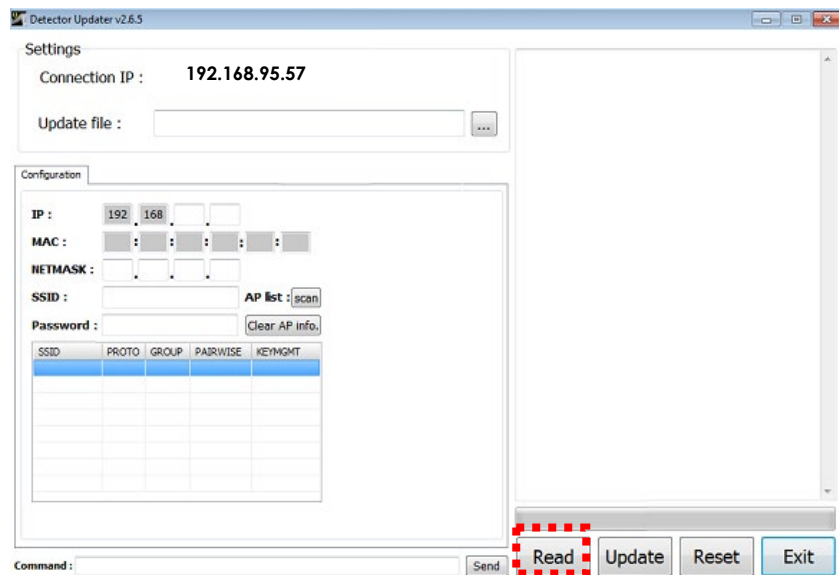 Detector Updater v2.6.5
Settings
Connection IP : 192.168.95.57
Update file : ...
Configuration
IP : 192 . 168 . .
MAC : : : : : :
NETMASK : . . .
SSID : AP list : scan
Password : Clear AP info.
SSID PROTO GROUP PAIRWISE KEYMGMT
Command : Send
Read Update Reset Exit